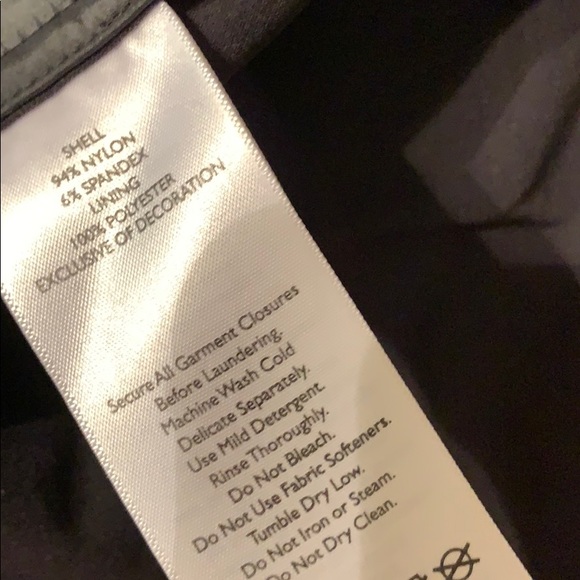 SHELL
94% NYLON
6% SPANDEX
LINING
100% POLYESTER
EXCLUSIVE OF DECORATION
Secure All Garment Closures
Before Laundering.
Machine Wash Cold
Delicate Separately.
Use Mild Detergent.
Rinse Thoroughly.
Do Not Bleach.
Do Not Use Fabric Softeners.
Tumble Dry Low.
Do Not Iron or Steam.
Do Not Dry Clean.